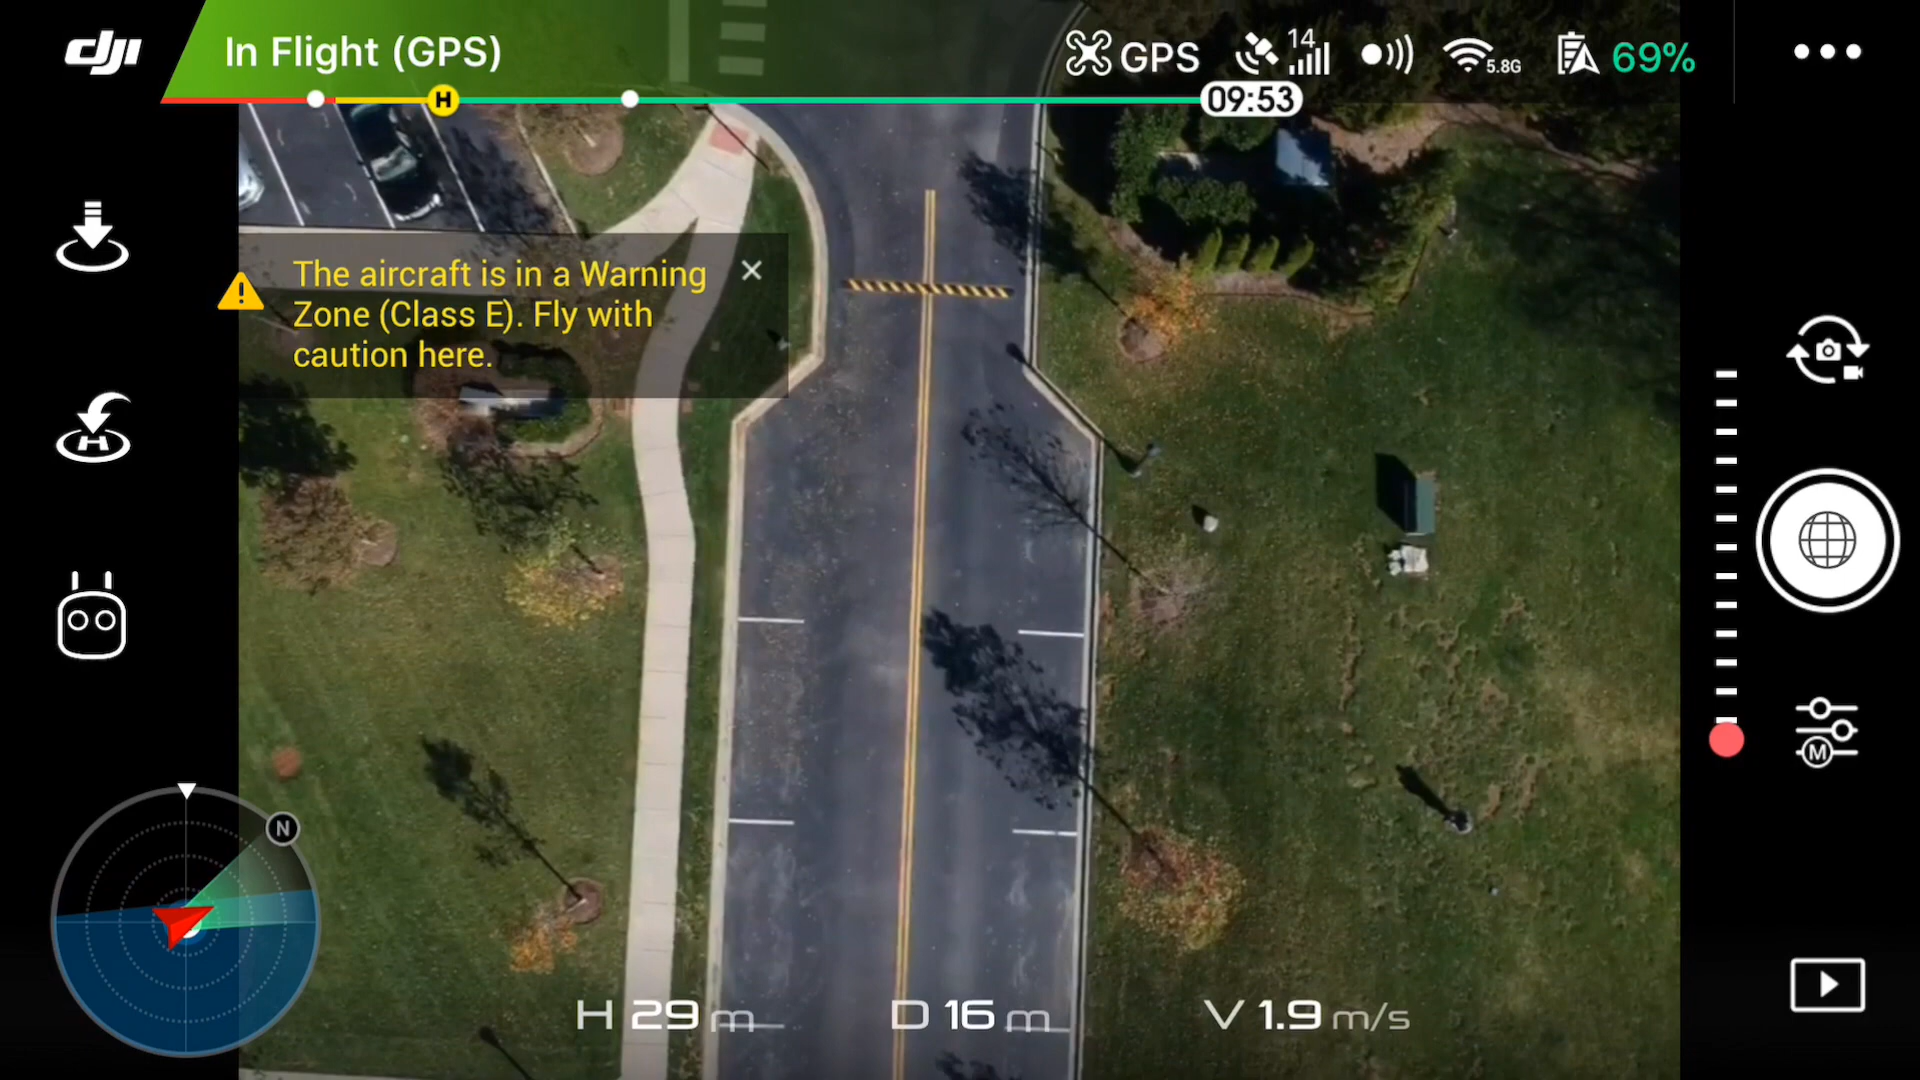 dji
In Flight (GPS)
GPS
14
5.8G
69%
H
09:53
The aircraft is in a Warning
Zone (Class E). Fly with
caution here.
H
N
M
H 29 m
D 16 m
V 1.9 m/s